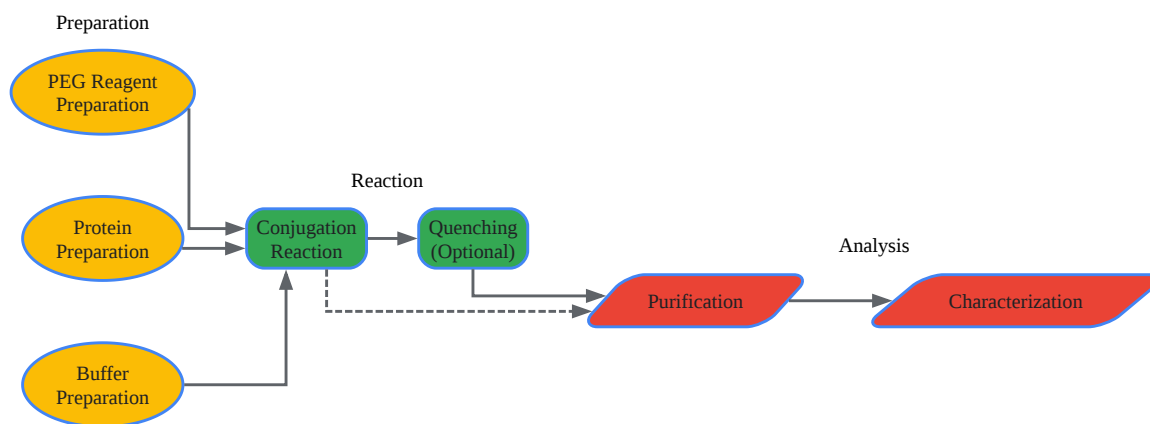 Preparation
PEG Reagent
Preparation
Protein
Preparation
Buffer
Preparation
Reaction
Conjugation
Reaction
Quenching
(Optional)
Analysis
Purification
Characterization